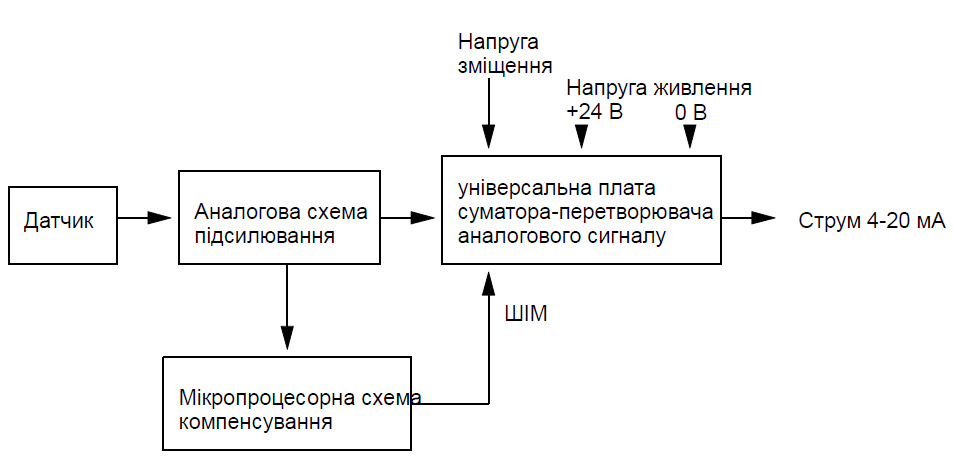 Напруга
зміщення
Напруга живлення
+24 В
0 В
Датчик
Аналогова схема
підсилювання
універсальна плата
суматора-перетворювача
аналогового сигналу
Струм 4-20 мА
ШІМ
Мікропроцесорна схема
компенсування